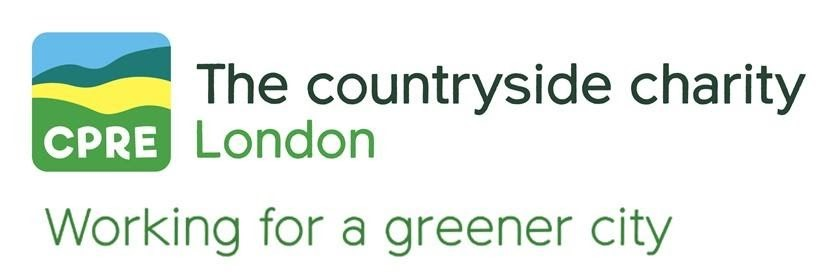 CPRE
The countryside charity
London
Working for a greener city